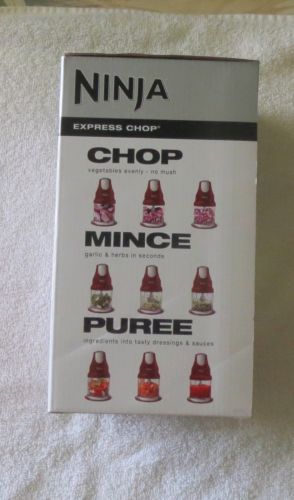 NINJA
EXPRESS CHOP®
CHOP
vegetables evenly - no mush
MINCE
garlic & herbs in seconds
PUREE
ingredients into tasty dressings & sauces